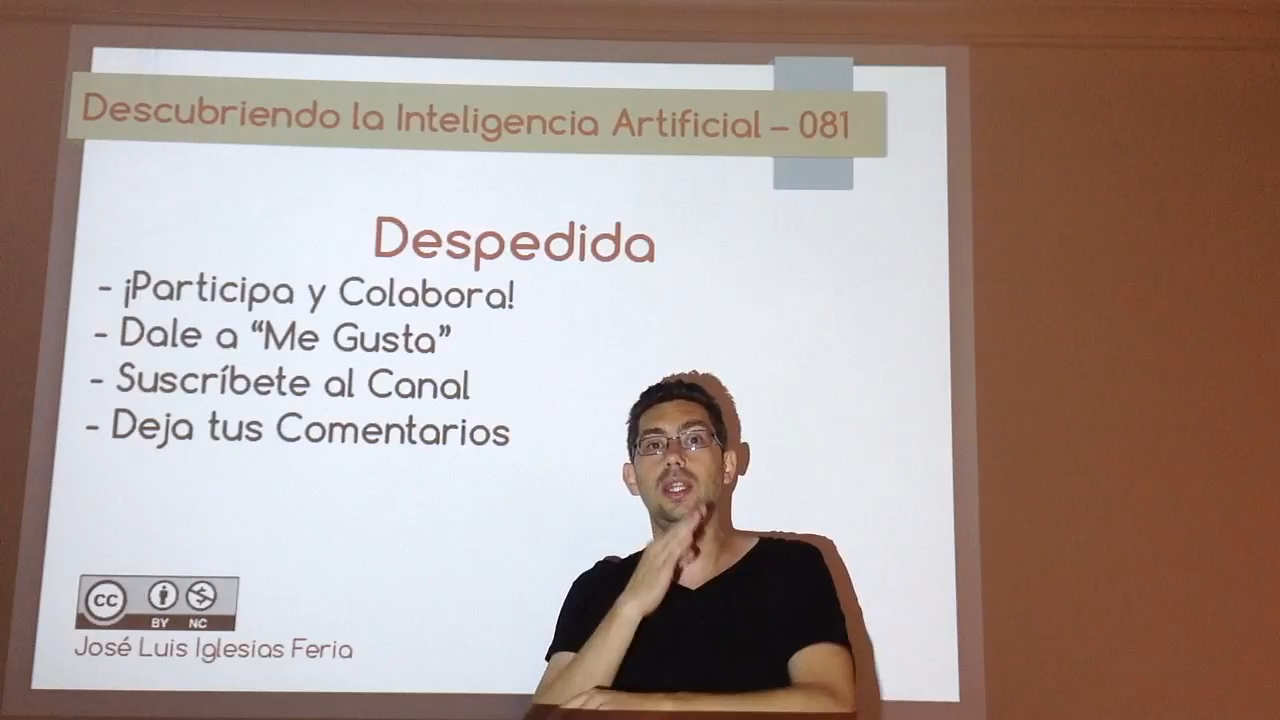 Descubriendo la Inteligencia Artificial – 081
Despedida
- ¡Participa y Colabora!
- Dale a “Me Gusta”
- Suscríbete al Canal
- Deja tus Comentarios
CC BY NC
José Luis Iglesias Feria